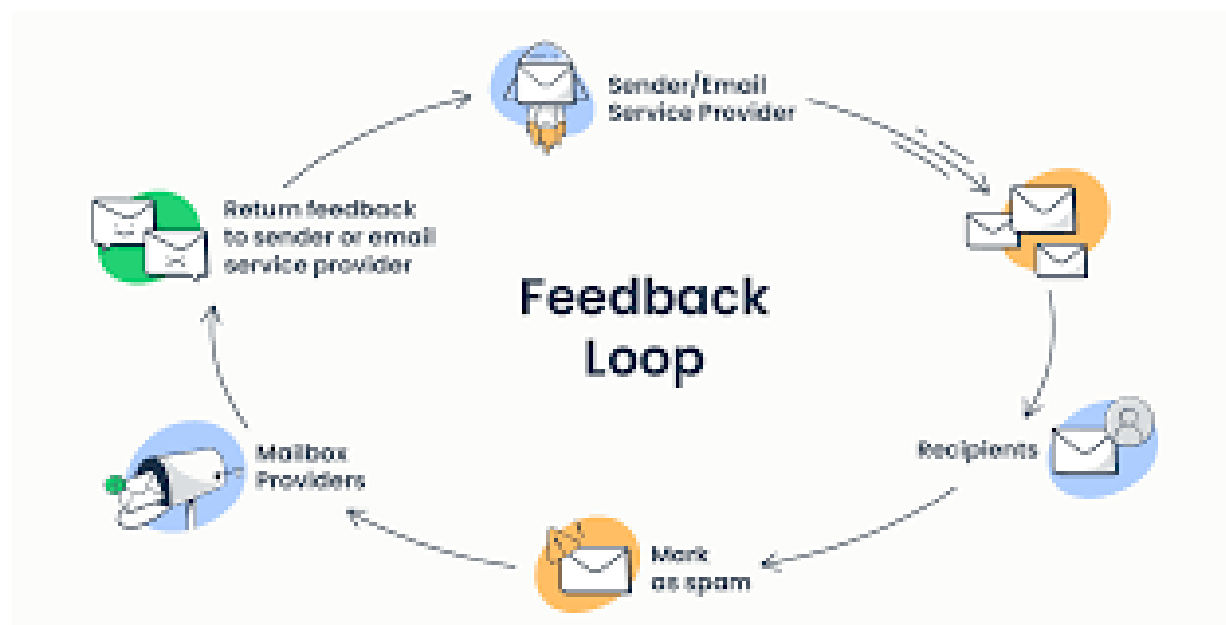 Sender/Email
Service Provider
Return feedback
to sender or email
service provider
Feedback
Loop
Recipients
Mailbox
Providers
Mark
as spam